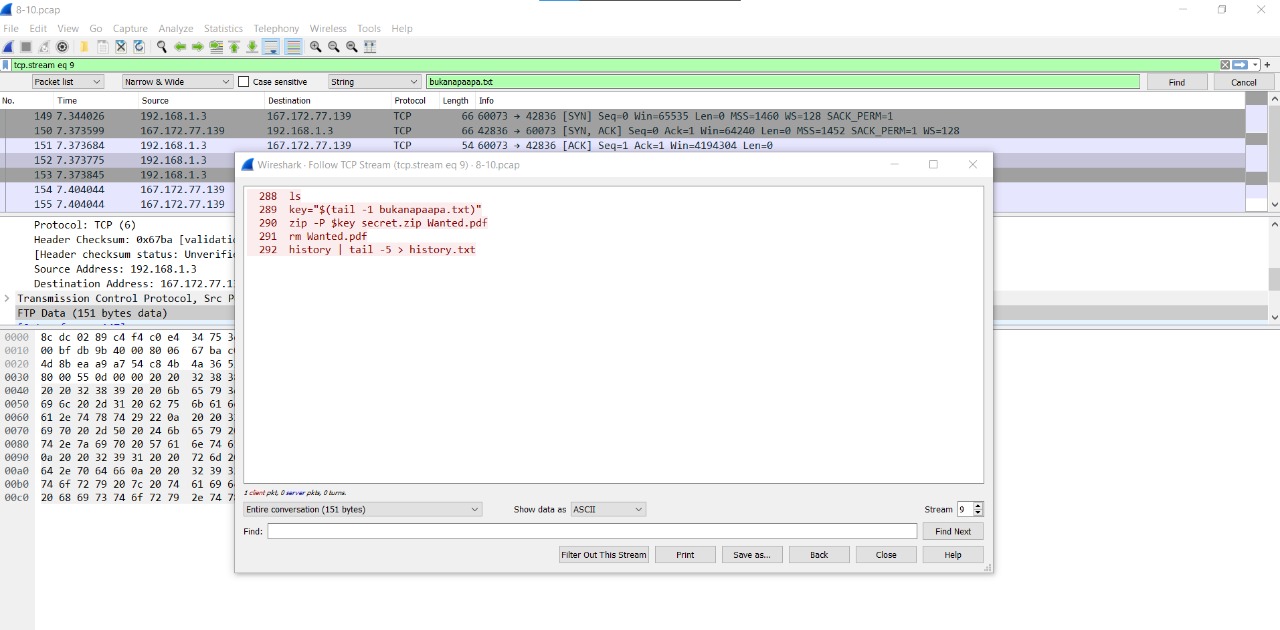 8-10.pcap
File Edit View Go Capture Analyze Statistics Telephony Wireless Tools Help
tcp.stream eq 9
Packet list Narrow & Wide Case sensitive String bukanapaapa.txt Find Cancel
No. Time Source Destination Protocol Length Info
149 7.344026 192.168.1.3 167.172.77.139 TCP 66 60073 → 42836 [SYN] Seq=0 Win=65535 Len=0 MSS=1460 WS=128 SACK_PERM=1
150 7.373599 167.172.77.139 192.168.1.3 TCP 66 42836 → 60073 [SYN, ACK] Seq=0 Ack=1 Win=64240 Len=0 MSS=1452 SACK_PERM=1 WS=128
151 7.373684 192.168.1.3 167.172.77.139 TCP 54 60073 → 42836 [ACK] Seq=1 Ack=1 Win=4194304 Len=0
152 7.373775 192.168.1.3
153 7.373845 192.168.1.3
154 7.404044 167.172.77.139
155 7.404044 167.172.77.139
Protocol: TCP (6)
Header Checksum: 0x67ba [validati
[Header checksum status: Unverifi
Source Address: 192.168.1.3
Destination Address: 167.172.77.1
Transmission Control Protocol, Src P
FTP Data (151 bytes data)
0000 8c dc 02 89 c4 f4 c0 e4 34 75 3
0010 00 bf db 9b 40 00 80 06 67 ba c
0020 4d 8b ea a9 a7 54 c8 4b 4a 36 5
0030 80 00 55 0d 00 00 20 20 32 38 3
0040 20 20 32 38 39 20 20 6b 65 79 3
0050 69 6c 20 2d 31 20 62 75 6b 61 6
0060 61 2e 74 78 74 29 22 0a 20 20 3
0070 69 70 20 2d 50 20 24 6b 65 79 2
0080 74 2e 7a 69 70 20 57 61 6e 74 6
0090 0a 20 20 32 39 31 20 20 72 6d 2
00a0 64 2e 70 64 66 0a 20 20 32 39 3
00b0 74 6f 72 79 20 7c 20 74 61 69 6
00c0 20 68 69 73 74 6f 72 79 2e 74 7
Wireshark · Follow TCP Stream (tcp.stream eq 9) · 8-10.pcap
288 ls
289 key="$(tail -1 bukanapaapa.txt)"
290 zip -P $key secret.zip Wanted.pdf
291 rm Wanted.pdf
292 history | tail -5 > history.txt
1 client pkt, 0 server pkts, 0 turns.
Entire conversation (151 bytes) Show data as ASCII Stream 9
Find: Find Next
Filter Out This Stream Print Save as... Back Close Help